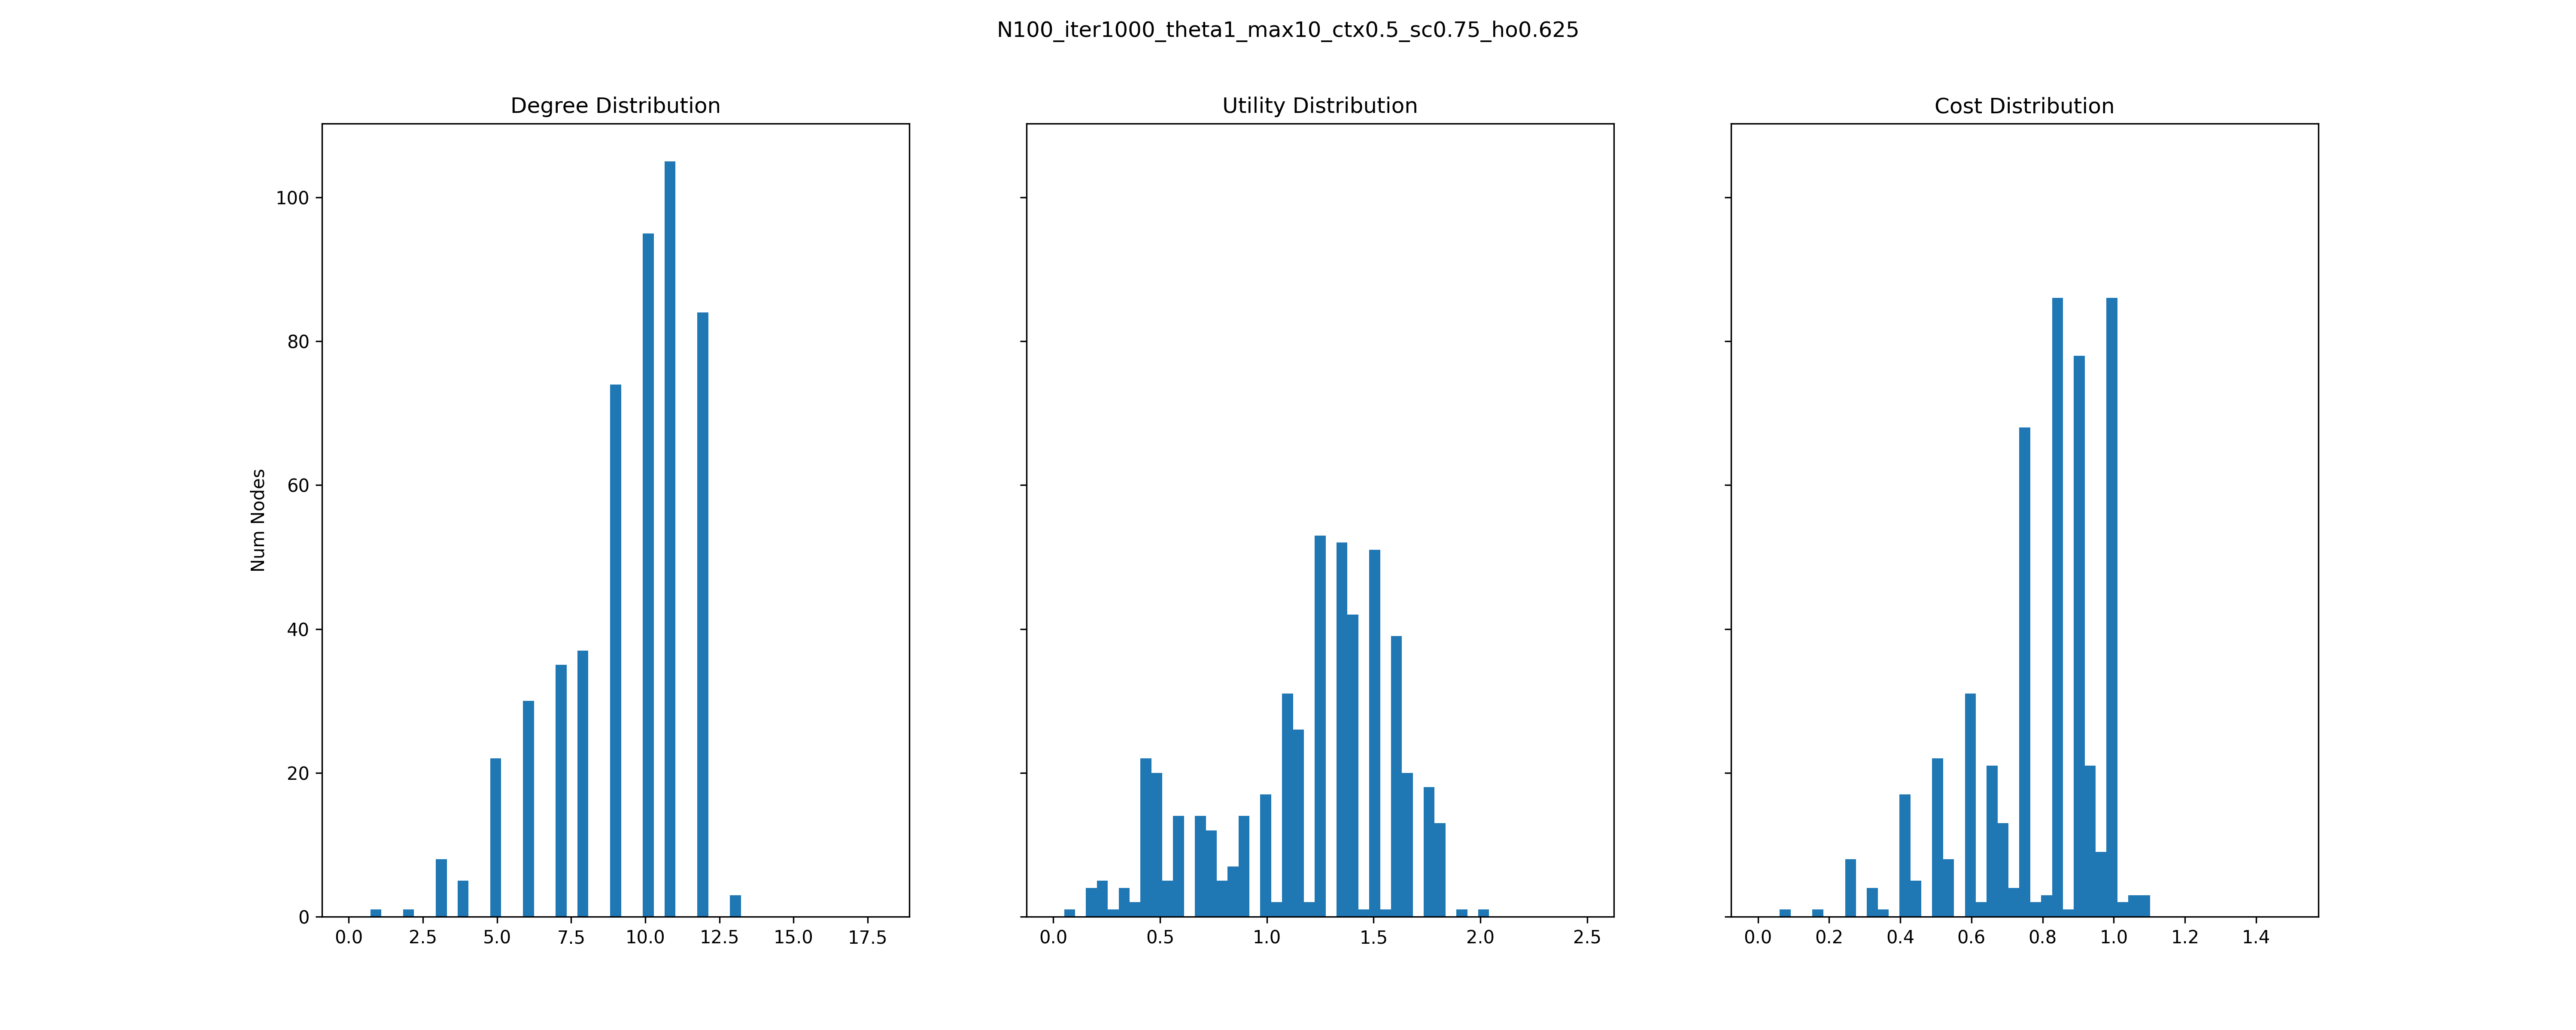 N100_iter1000_theta1_max10_ctx0.5_sc0.75_ho0.625
Degree Distribution
Utility Distribution
Cost Distribution
Num Nodes
100
80
60
40
20
0
0.0 2.5 5.0 7.5 10.0 12.5 15.0 17.5
0.0 0.5 1.0 1.5 2.0 2.5
0.0 0.2 0.4 0.6 0.8 1.0 1.2 1.4